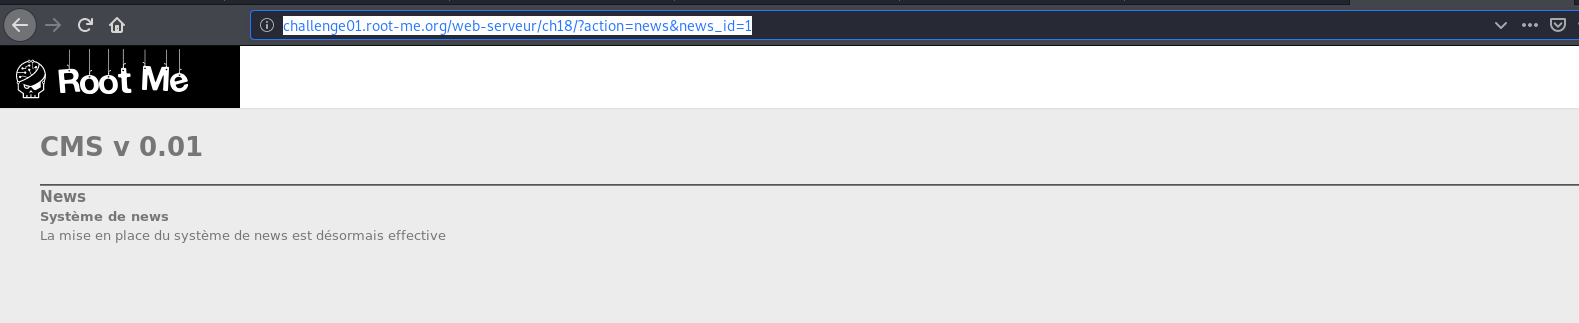 challenge01.root-me.org/web-serveur/ch18/?action=news&news_id=1
Root Me
CMS v 0.01
News
Système de news
La mise en place du système de news est désormais effective